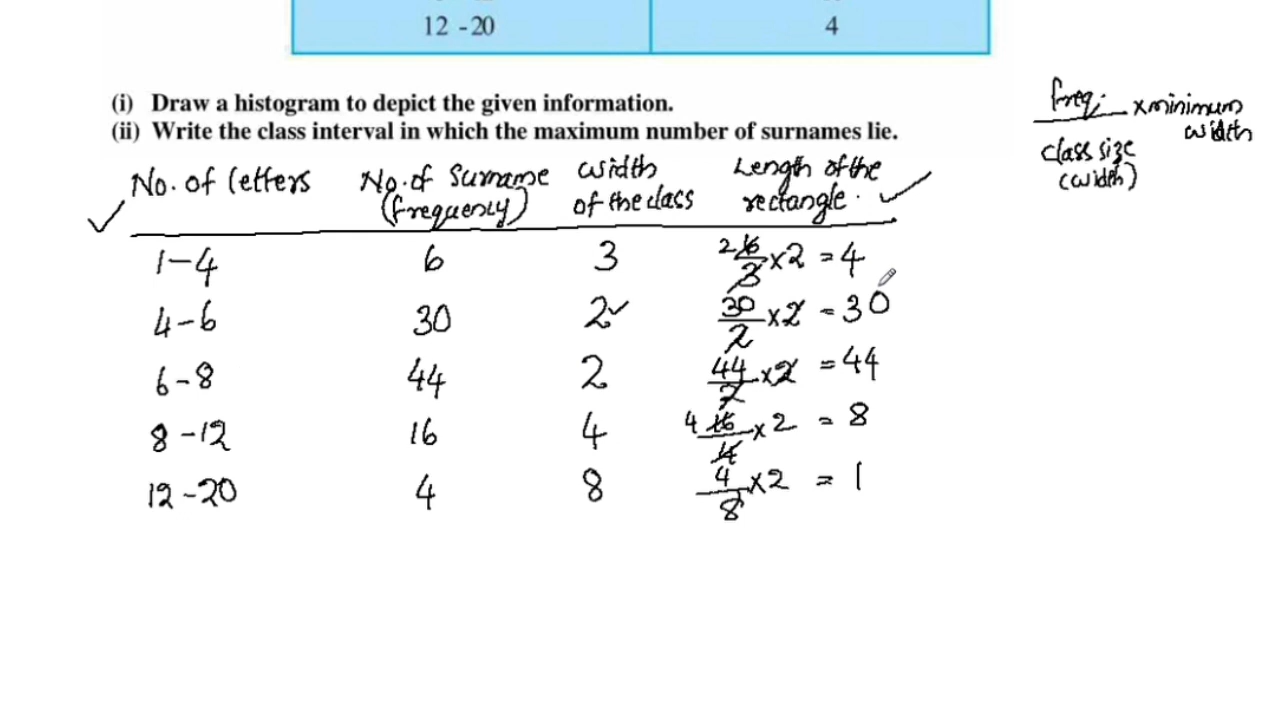 12 - 20 4
(i) Draw a histogram to depict the given information.
(ii) Write the class interval in which the maximum number of surnames lie.
freq. × minimum width
class size (width)
No. of letters No. of Surname (frequency) width of the class Length of the rectangle.
1-4 6 3 2 6/3 ×2 = 4
4-6 30 2 30/2 ×2 = 30
6-8 44 2 44/2 ×2 = 44
8-12 16 4 4 16/4 ×2 = 8
12-20 4 8 4/8 ×2 = 1